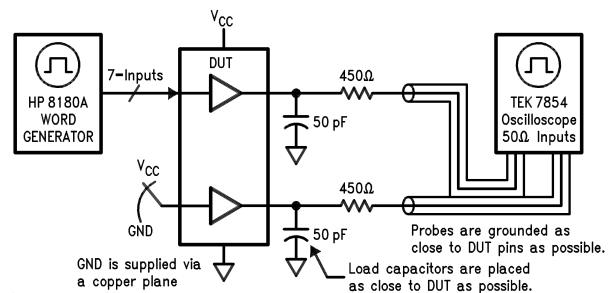 VCC
7-Inputs
DUT
450Ω
50 pF
HP 8180A
WORD
GENERATOR
TEK 7854
Oscilloscope
50Ω Inputs
VCC
GND
450Ω
50 pF
Probes are grounded as
close to DUT pins as possible.
GND is supplied via
a copper plane
Load capacitors are placed
as close to DUT as possible.